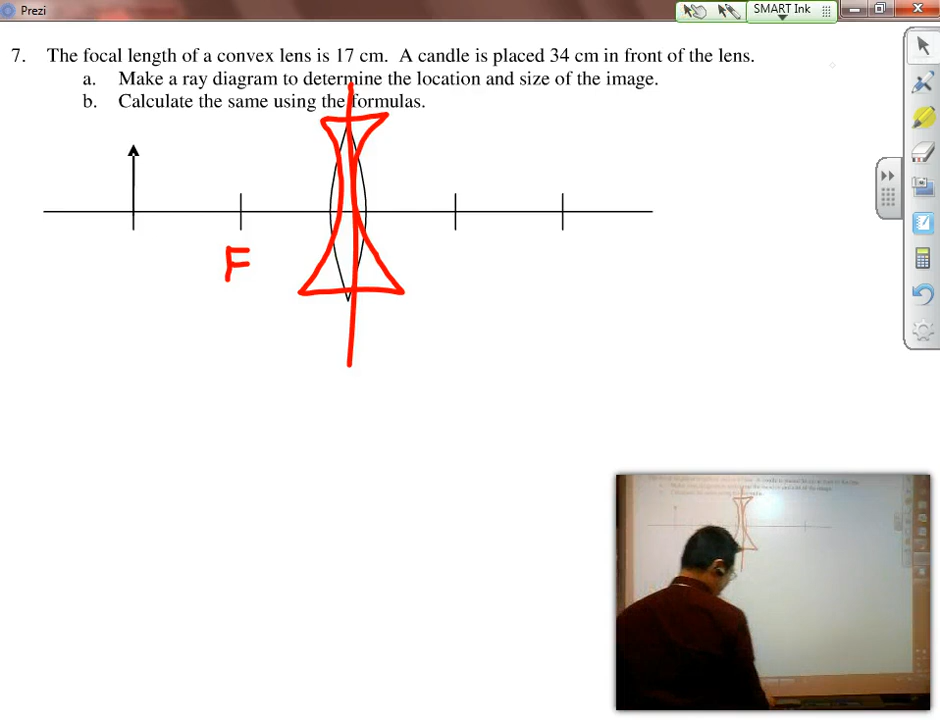 Prezi
SMART Ink
7. The focal length of a convex lens is 17 cm. A candle is placed 34 cm in front of the lens.
a. Make a ray diagram to determine the location and size of the image.
b. Calculate the same using the formulas.
F